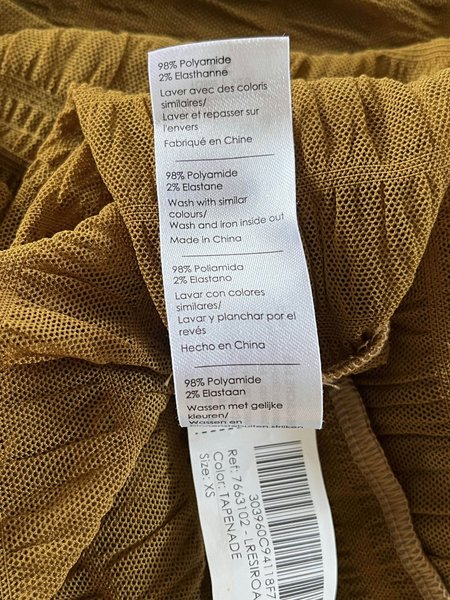 98% Polyamide
2% Elasthanne
Laver avec des coloris
similaires/
Laver et repasser sur
l'envers
Fabriqué en Chine
98% Polyamide
2% Elastane
Wash with similar
colours/
Wash and iron inside out
Made in China
98% Poliamida
2% Elastano
Lavar con colores
similares/
Lavar y planchar por el
revés
Hecho en China
98% Polyamide
2% Elastaan
Wassen met gelijke
kleuren/
Wassen en
303960C94118F7
Ref: 7663102 - LRESIROA
Color: TAPENADE
Size: XS